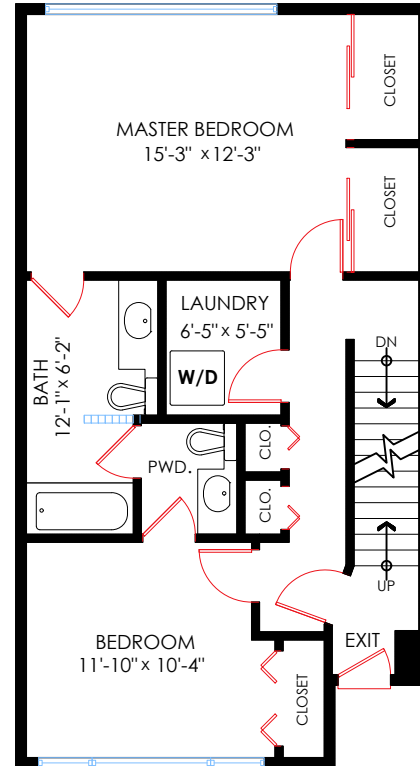 MASTER BEDROOM
15'-3" x 12'-3"
CLOSET
CLOSET
LAUNDRY
6'-5" x 5'-5"
W/D
BATH
12'-1" x 6'-2"
DN
PWD.
CLO.
CLO.
UP
BEDROOM
11'-10" x 10'-4"
CLOSET
EXIT